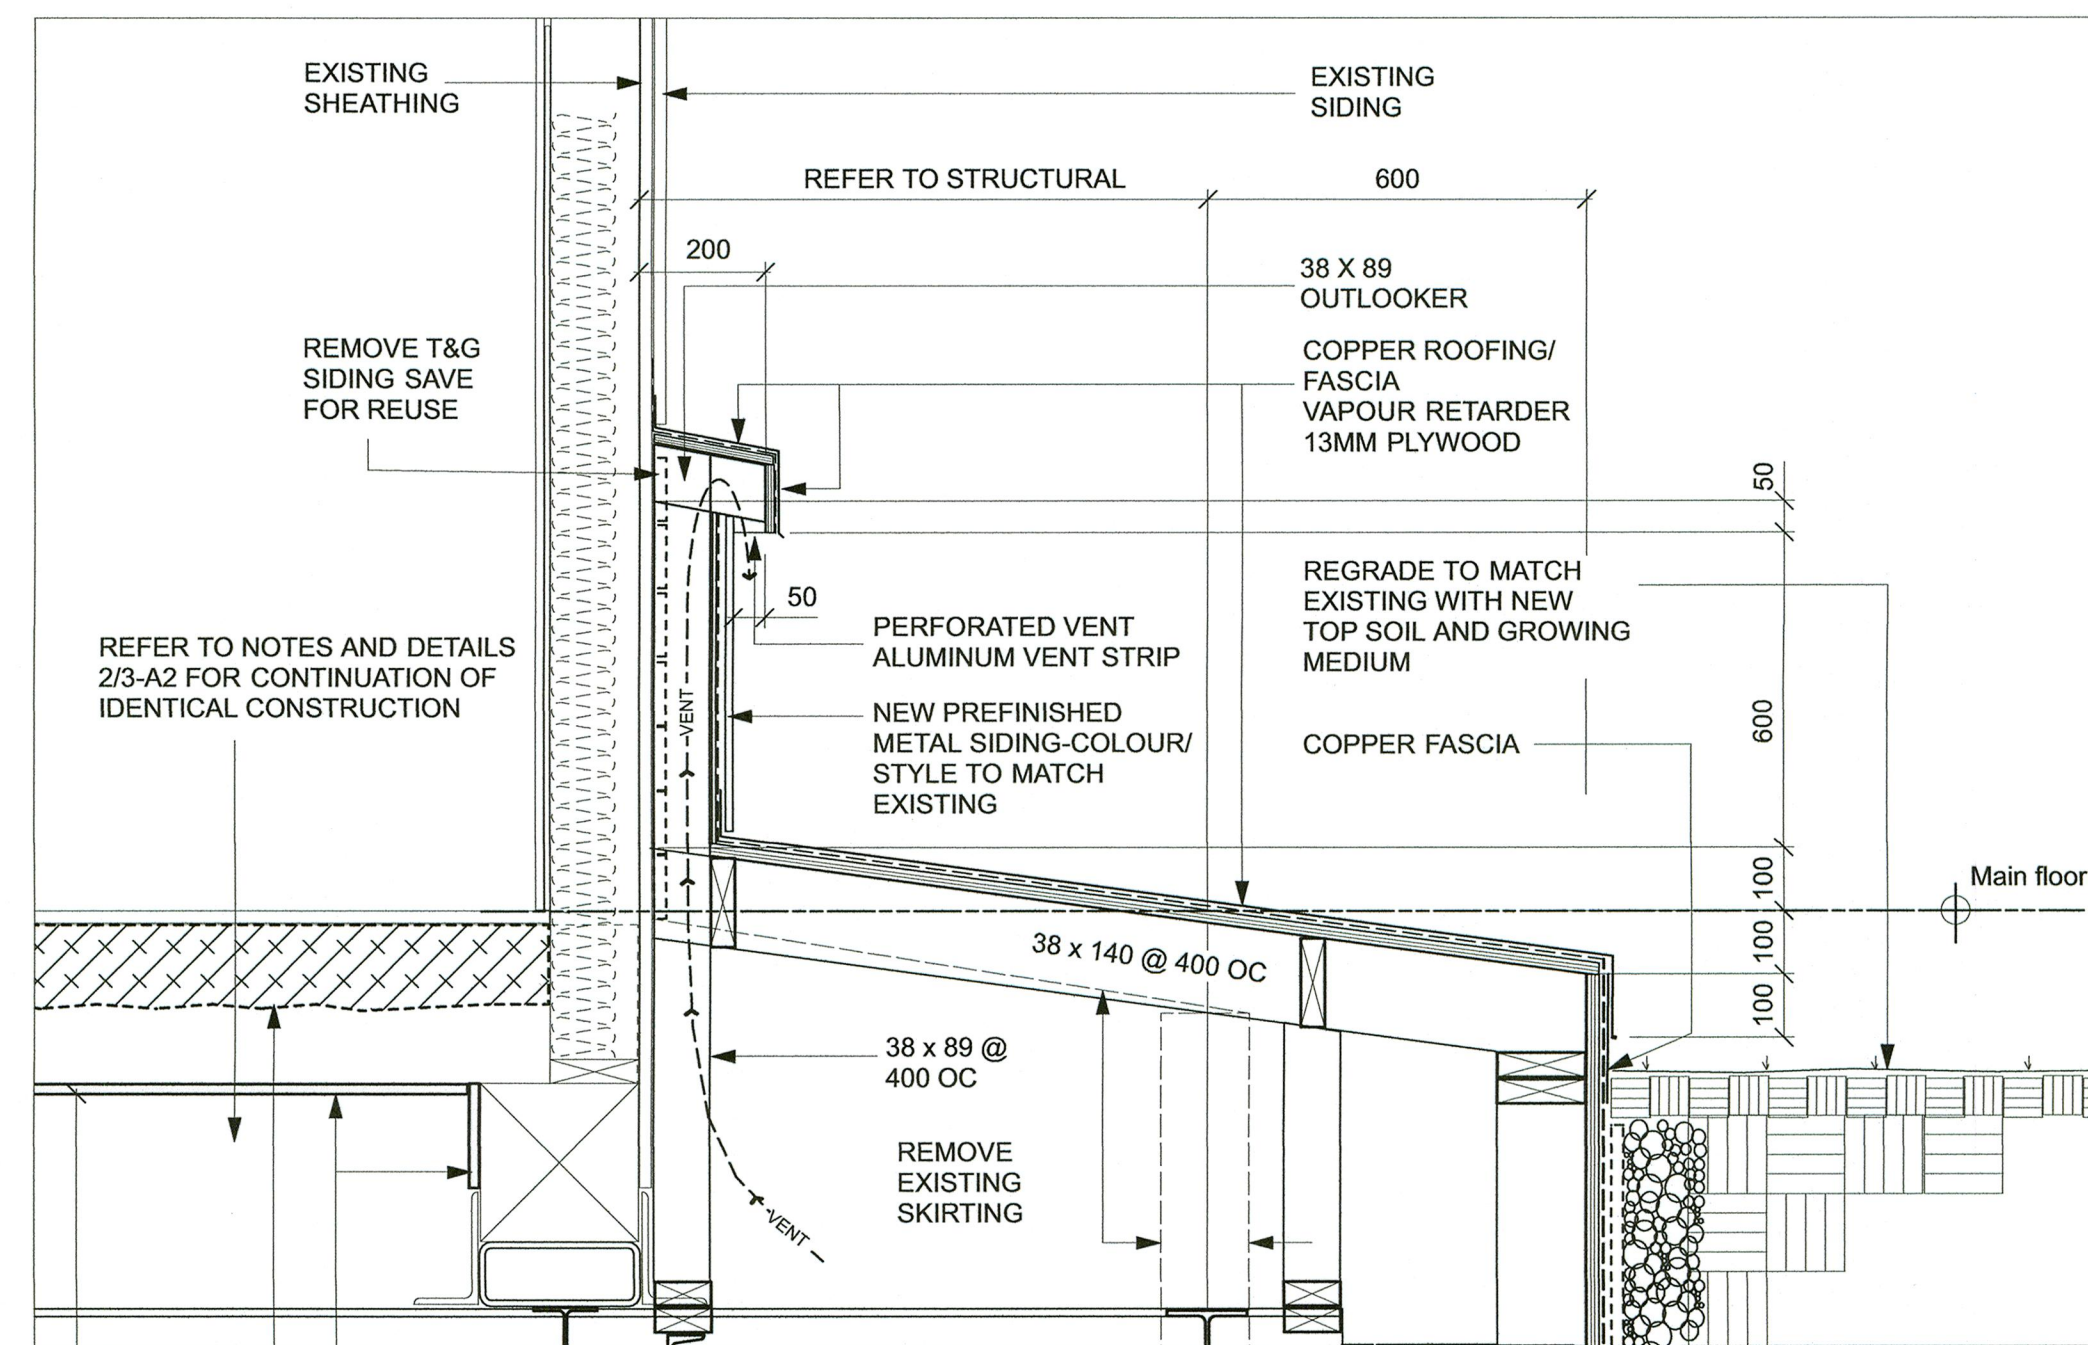 EXISTING
SHEATHING
EXISTING
SIDING
REFER TO STRUCTURAL
600
200
38 X 89
OUTLOOKER
REMOVE T&G
SIDING SAVE
FOR REUSE
COPPER ROOFING/
FASCIA
VAPOUR RETARDER
13MM PLYWOOD
50
REGRADE TO MATCH
EXISTING WITH NEW
TOP SOIL AND GROWING
MEDIUM
50
PERFORATED VENT
ALUMINUM VENT STRIP
REFER TO NOTES AND DETAILS
2/3-A2 FOR CONTINUATION OF
IDENTICAL CONSTRUCTION
VENT
NEW PREFINISHED
METAL SIDING-COLOUR/
STYLE TO MATCH
EXISTING
600
COPPER FASCIA
100
Main floor
100
38 x 140 @ 400 OC
100
38 x 89 @
400 OC
REMOVE
EXISTING
SKIRTING
VENT